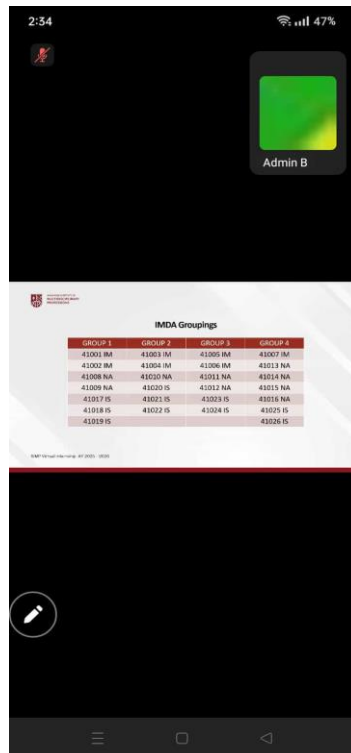 2:34 47%
Admin B
IMDA Groupings
GROUP 1 GROUP 2 GROUP 3 GROUP 4
41001 IM 41003 IM 41005 IM 41007 IM
41002 IM 41004 IM 41006 IM 41013 NA
41008 NA 41010 NA 41011 NA 41014 NA
41009 NA 41020 IS 41012 NA 41015 NA
41017 IS 41021 IS 41023 IS 41016 NA
41018 IS 41022 IS 41024 IS 41025 IS
41019 IS 41026 IS